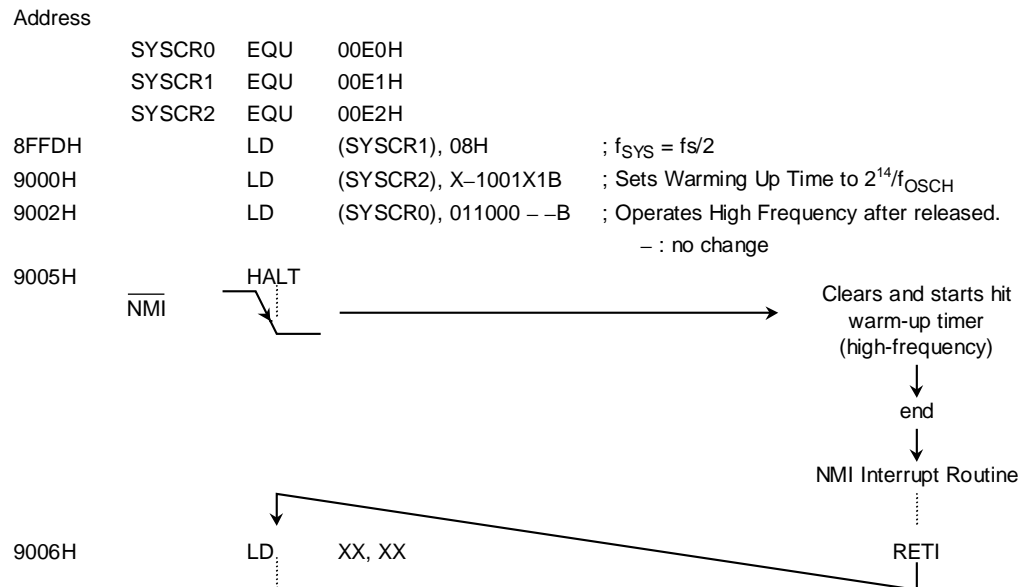 Address
SYSCR0 EQU 00E0H
SYSCR1 EQU 00E1H
SYSCR2 EQU 00E2H
8FFDH LD (SYSCR1), 08H ; fSYS = fs/2
9000H LD (SYSCR2), X–1001X1B ; Sets Warming Up Time to 2^14/fOSCH
9002H LD (SYSCR0), 011000 – –B ; Operates High Frequency after released.
– : no change
9005H HALT
NMI
Clears and starts hit
warm-up timer
(high-frequency)
end
NMI Interrupt Routine
9006H LD XX, XX RETI